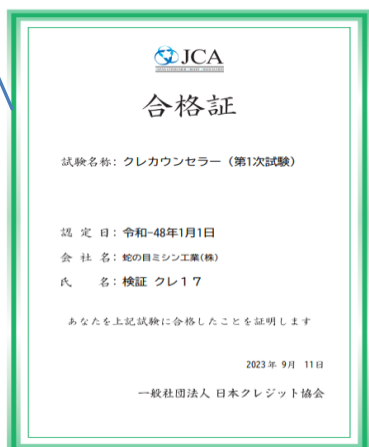 JCA
合格証
試験名称: クレカウンセラー（第1次試験）
認 定 日: 令和-48年1月1日
会 社 名: 蛇の目ミシン工業(株)
氏　　名: 検証 クレ１７
あなたを上記試験に合格したことを証明します
2023年 9月 11日
一般社団法人 日本クレジット協会